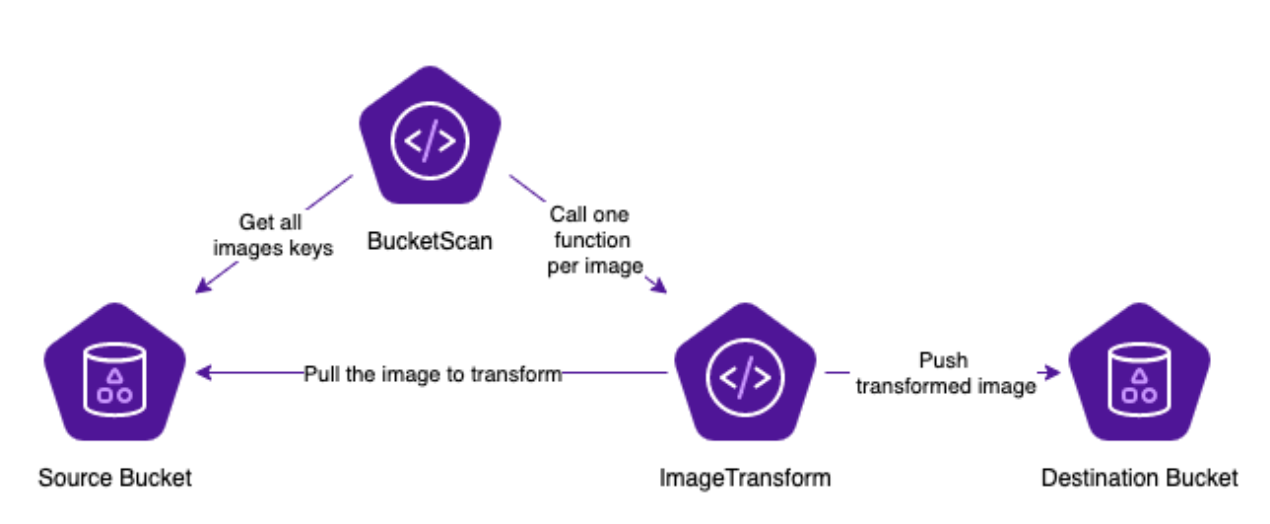 BucketScan
Get all
images keys
Call one
function
per image
Pull the image to transform
Push
transformed image
Source Bucket
ImageTransform
Destination Bucket